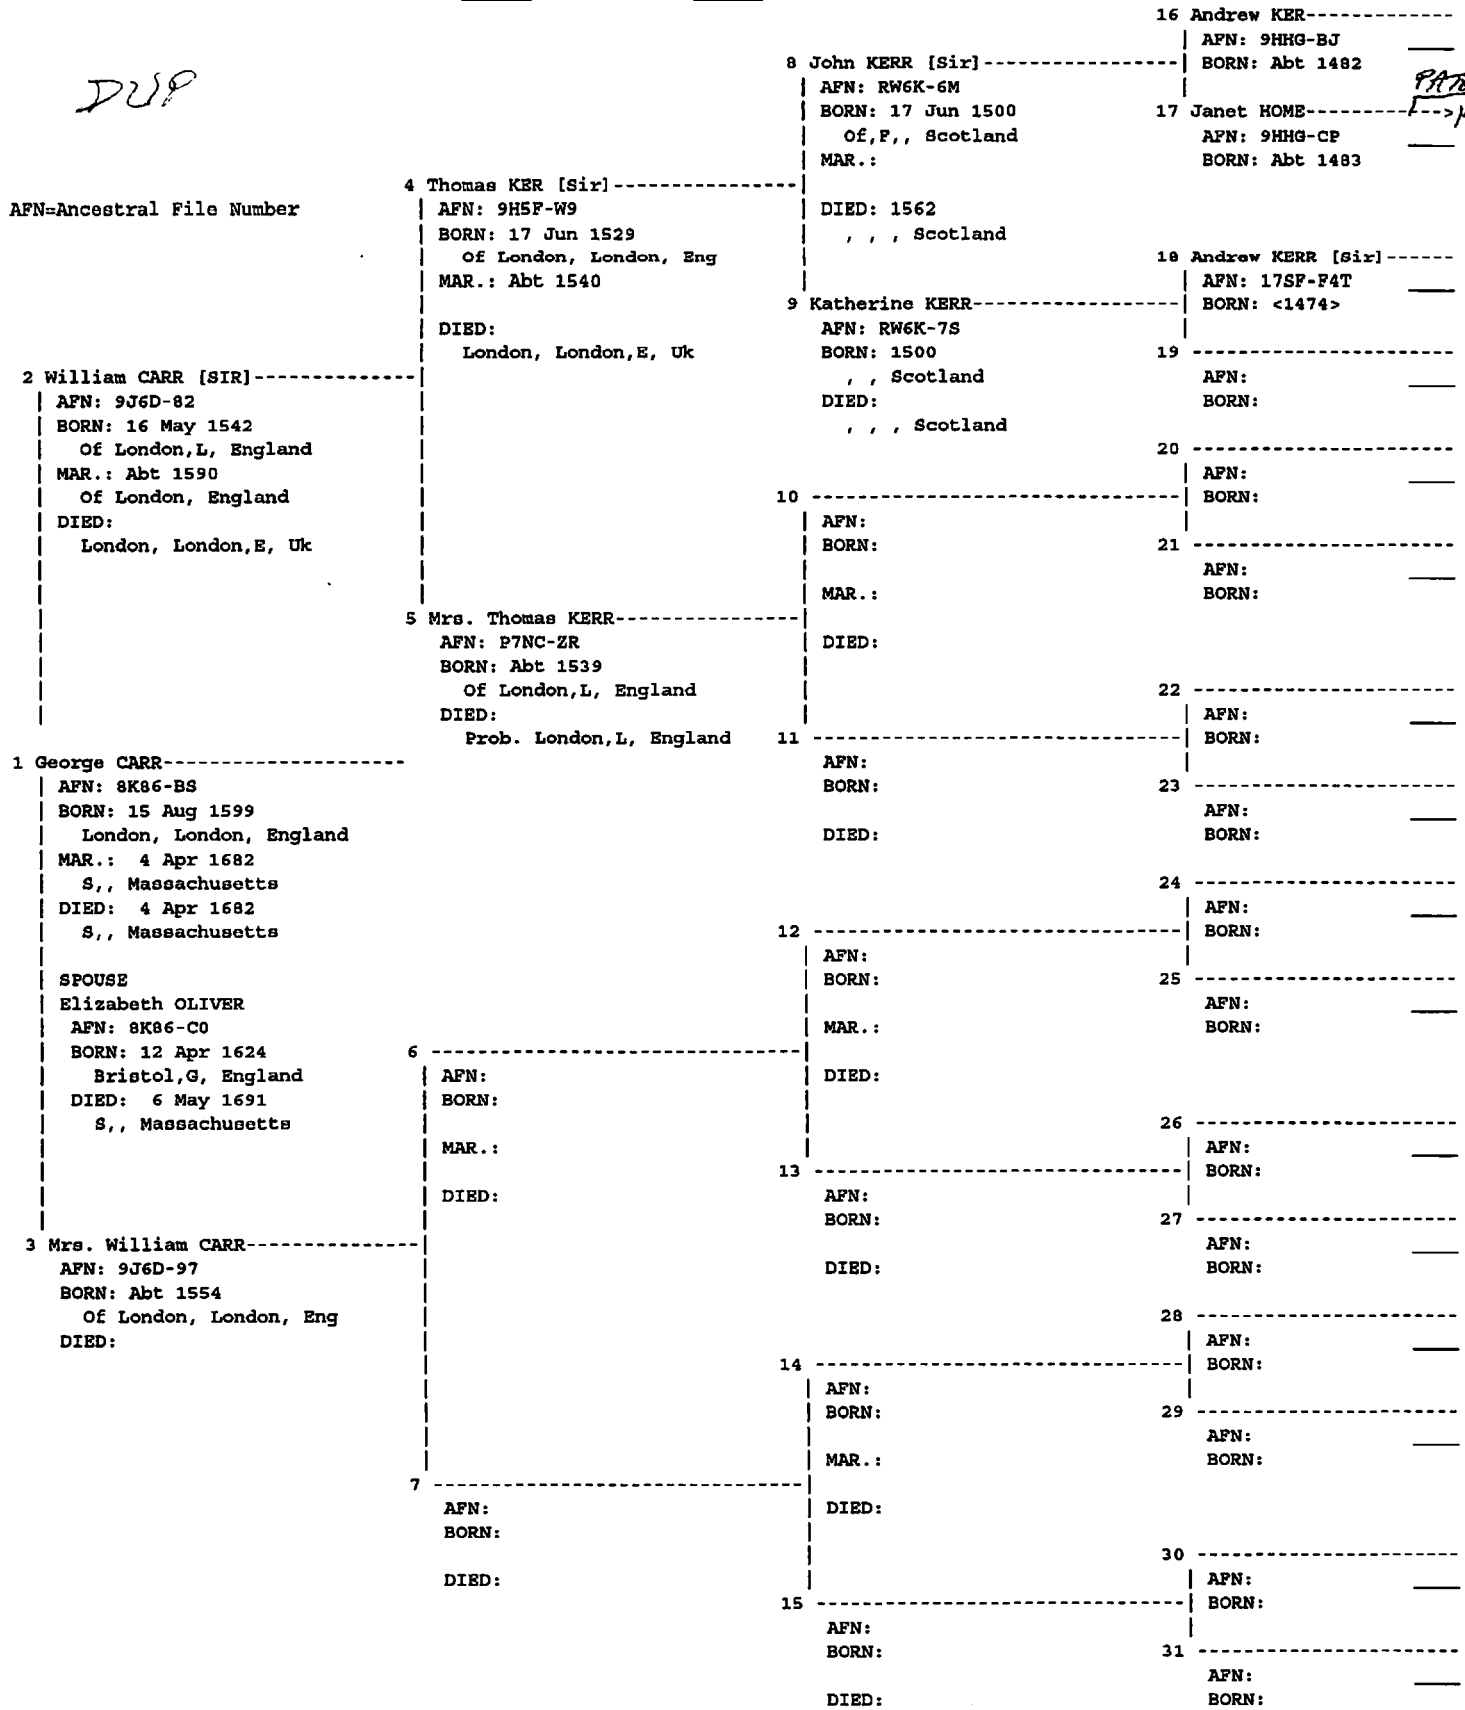 DUP
AFN=Ancestral File Number
1 George CARR--------------------
AFN: 8K86-BS
BORN: 15 Aug 1599
London, London, England
MAR.: 4 Apr 1682
S,, Massachusetts
DIED: 4 Apr 1682
S,, Massachusetts
SPOUSE
Elizabeth OLIVER
AFN: 8K86-C0
BORN: 12 Apr 1624
Bristol,G, England
DIED: 6 May 1691
S,, Massachusetts
2 William CARR [SIR]--------------
AFN: 9J6D-82
BORN: 16 May 1542
Of London,L, England
MAR.: Abt 1590
Of London, England
DIED:
London, London,E, Uk
3 Mrs. William CARR---------------
AFN: 9J6D-97
BORN: Abt 1554
Of London, London, Eng
DIED:
4 Thomas KER [Sir]----------------
AFN: 9H5F-W9
BORN: 17 Jun 1529
Of London, London, Eng
MAR.: Abt 1540
DIED:
London, London,E, Uk
5 Mrs. Thomas KERR----------------
AFN: P7NC-ZR
BORN: Abt 1539
Of London,L, England
DIED:
Prob. London,L, England
6 --------------------------------
AFN:
BORN:
MAR.:
DIED:
7 --------------------------------
AFN:
BORN:
DIED:
8 John KERR [Sir]-----------------
AFN: RW6K-6M
BORN: 17 Jun 1500
Of,F,, Scotland
MAR.:
DIED: 1562
, , , Scotland
9 Katherine KERR------------------
AFN: RW6K-7S
BORN: 1500
, , Scotland
DIED:
, , , Scotland
10 --------------------------------
AFN:
BORN:
MAR.:
DIED:
11 --------------------------------
AFN:
BORN:
DIED:
12 --------------------------------
AFN:
BORN:
MAR.:
DIED:
13 --------------------------------
AFN:
BORN:
DIED:
14 --------------------------------
AFN:
BORN:
MAR.:
DIED:
15 --------------------------------
AFN:
BORN:
DIED:
16 Andrew KER-------------
AFN: 9HHG-BJ
BORN: Abt 1482
17 Janet HOME------------>
AFN: 9HHG-CP
BORN: Abt 1483
18 Andrew KERR [Sir]------
AFN: 17SF-F4T
BORN: <1474>
19 -----------------------
AFN:
BORN:
20 -----------------------
AFN:
BORN:
21 -----------------------
AFN:
BORN:
22 -----------------------
AFN:
BORN:
23 -----------------------
AFN:
BORN:
24 -----------------------
AFN:
BORN:
25 -----------------------
AFN:
BORN:
26 -----------------------
AFN:
BORN:
27 -----------------------
AFN:
BORN:
28 -----------------------
AFN:
BORN:
29 -----------------------
AFN:
BORN:
30 -----------------------
AFN:
BORN:
31 -----------------------
AFN:
BORN: